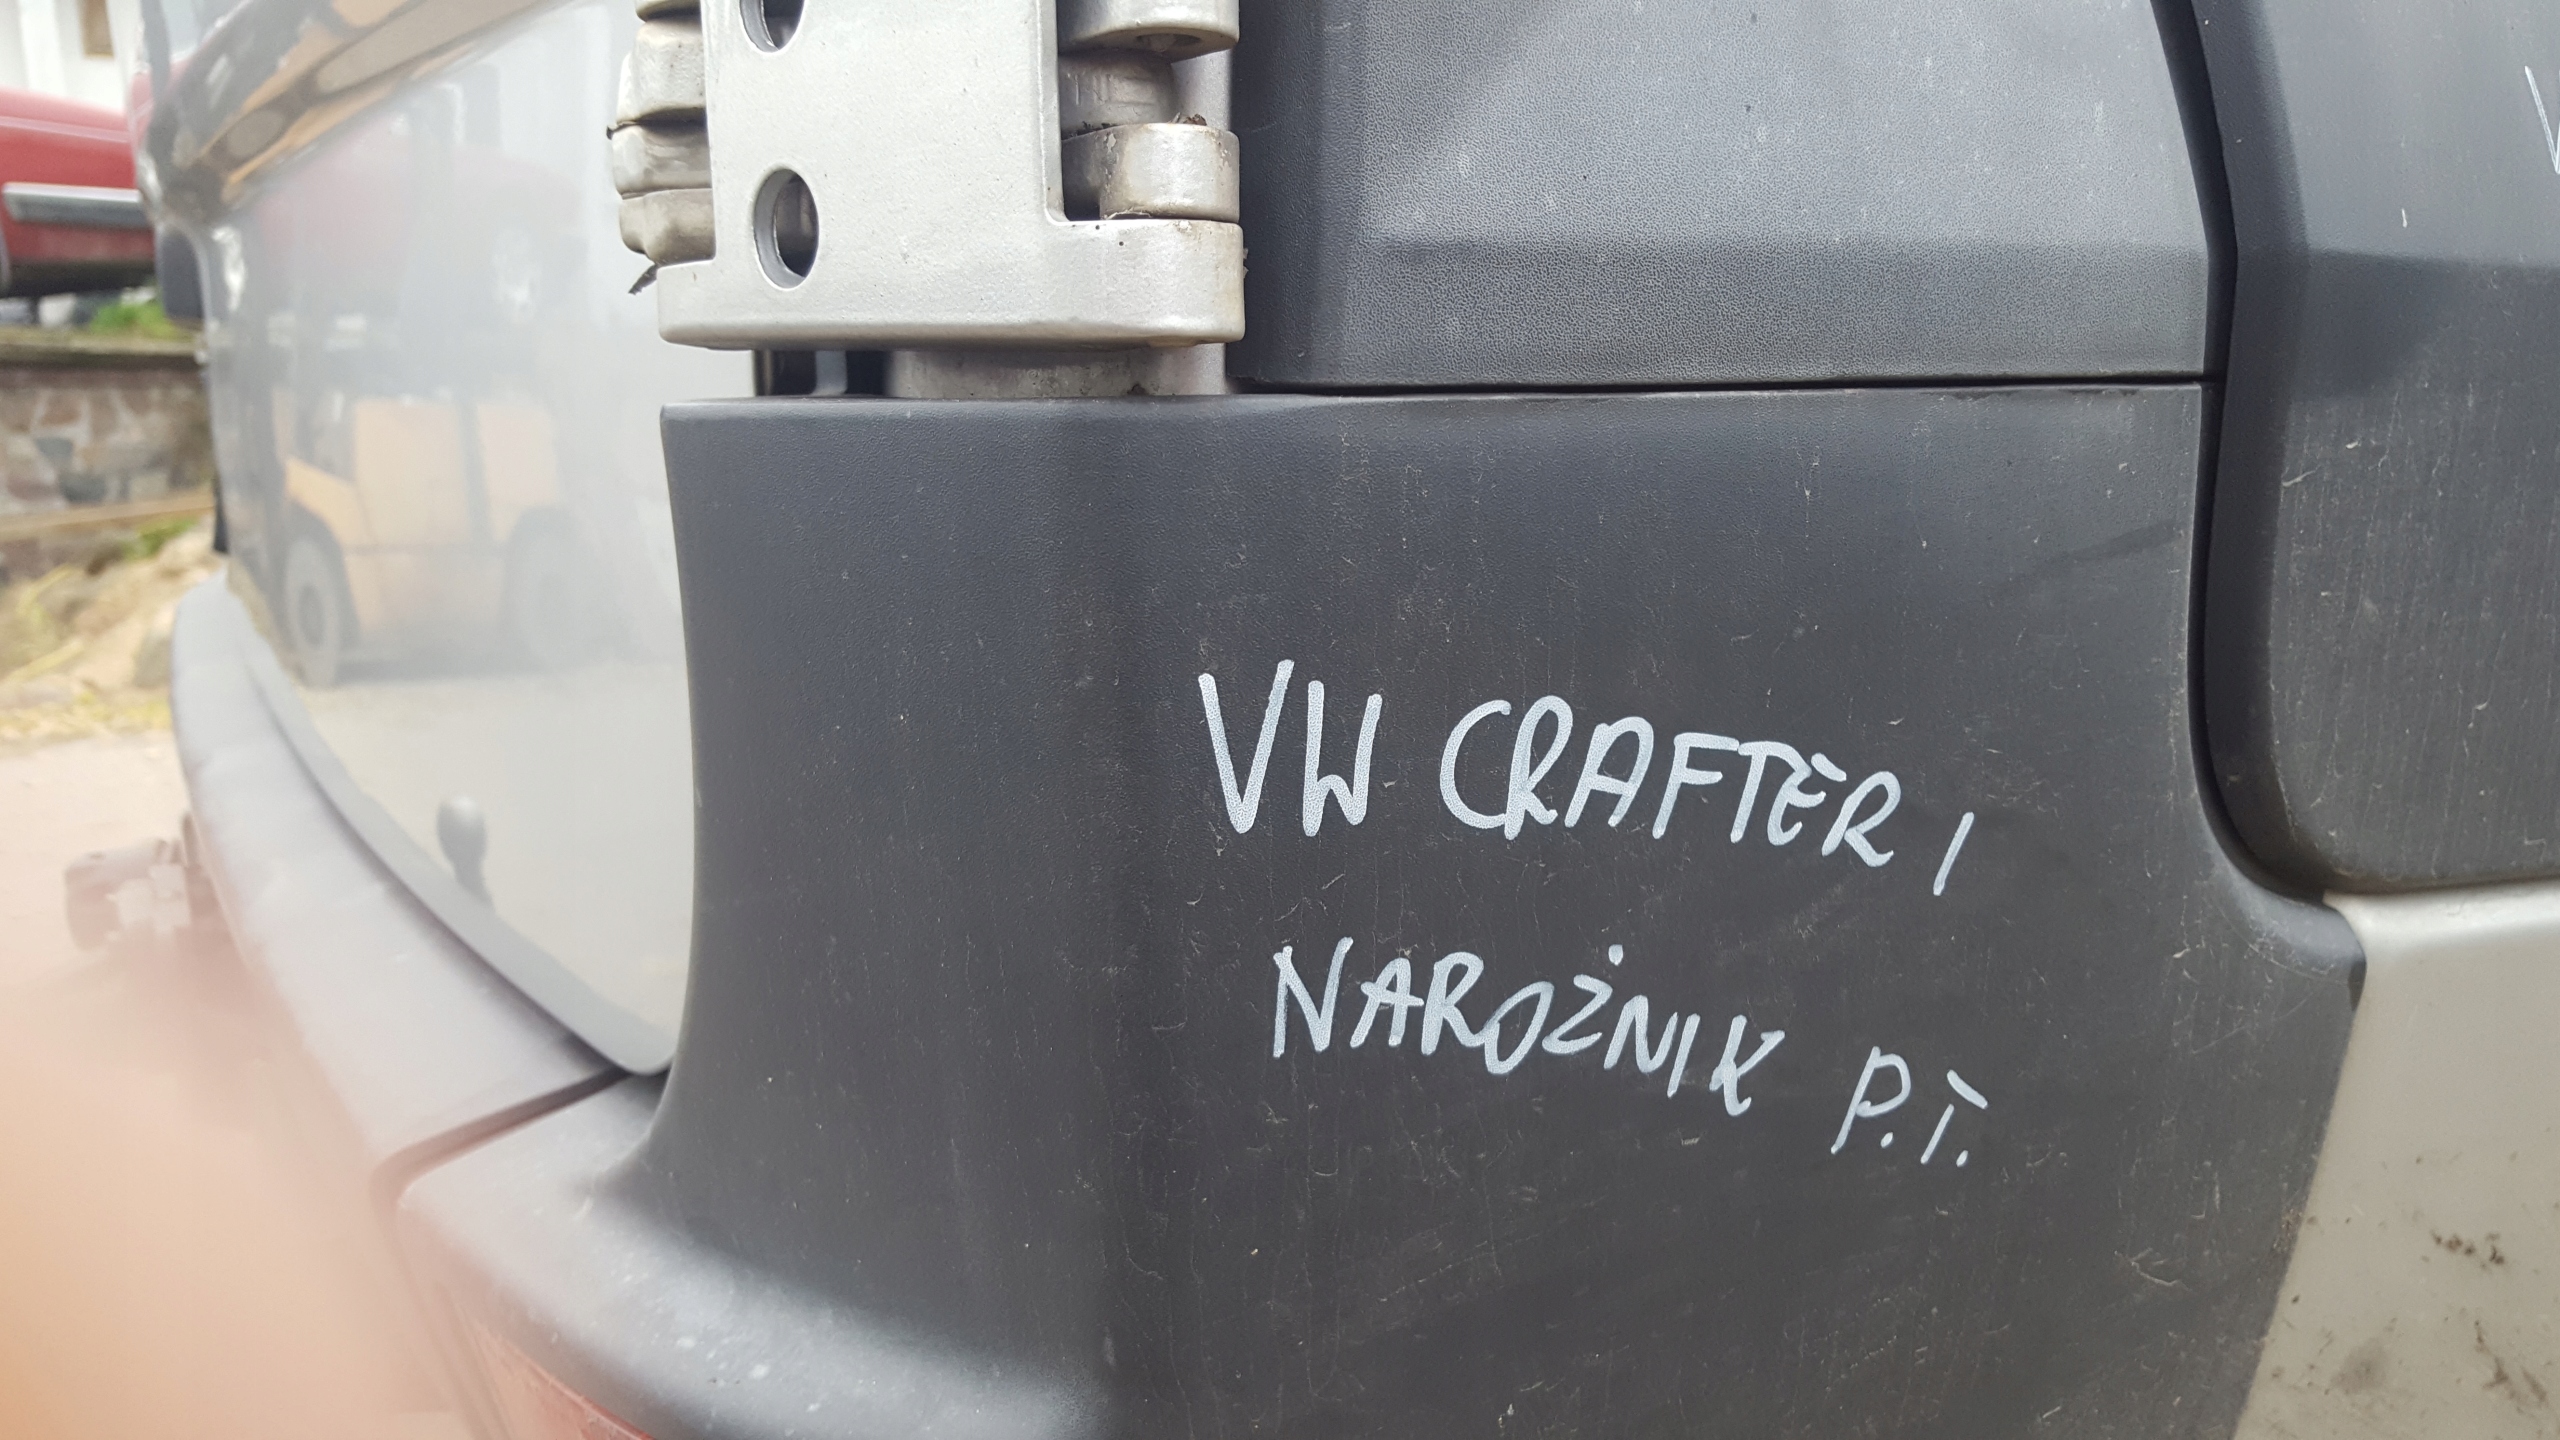 VW CRAFTER I
NAROŻNIK P.T.